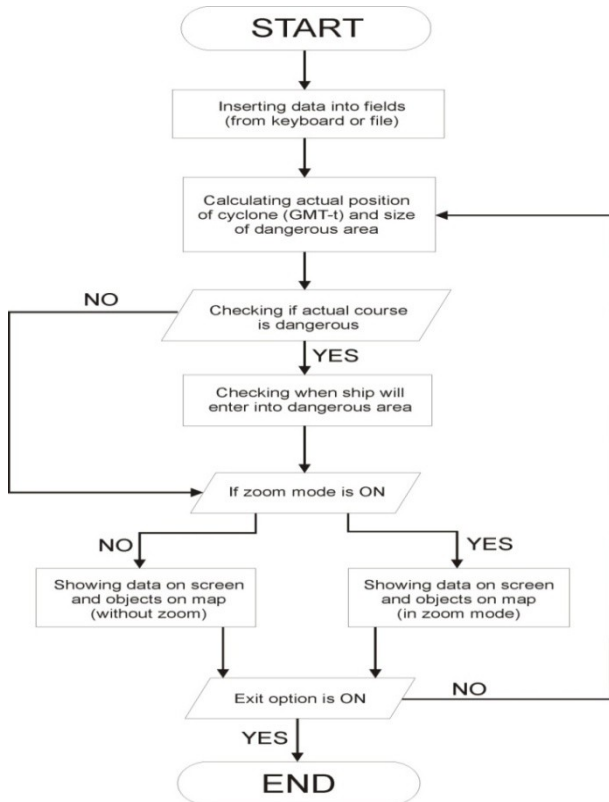 START
Inserting data into fields
(from keyboard or file)
Calculating actual position
of cyclone (GMT-t) and size
of dangerous area
NO
Checking if actual course
is dangerous
YES
Checking when ship will
enter into dangerous area
If zoom mode is ON
NO
YES
Showing data on screen
and objects on map
(without zoom)
Showing data on screen
and objects on map
(in zoom mode)
Exit option is ON
NO
YES
END